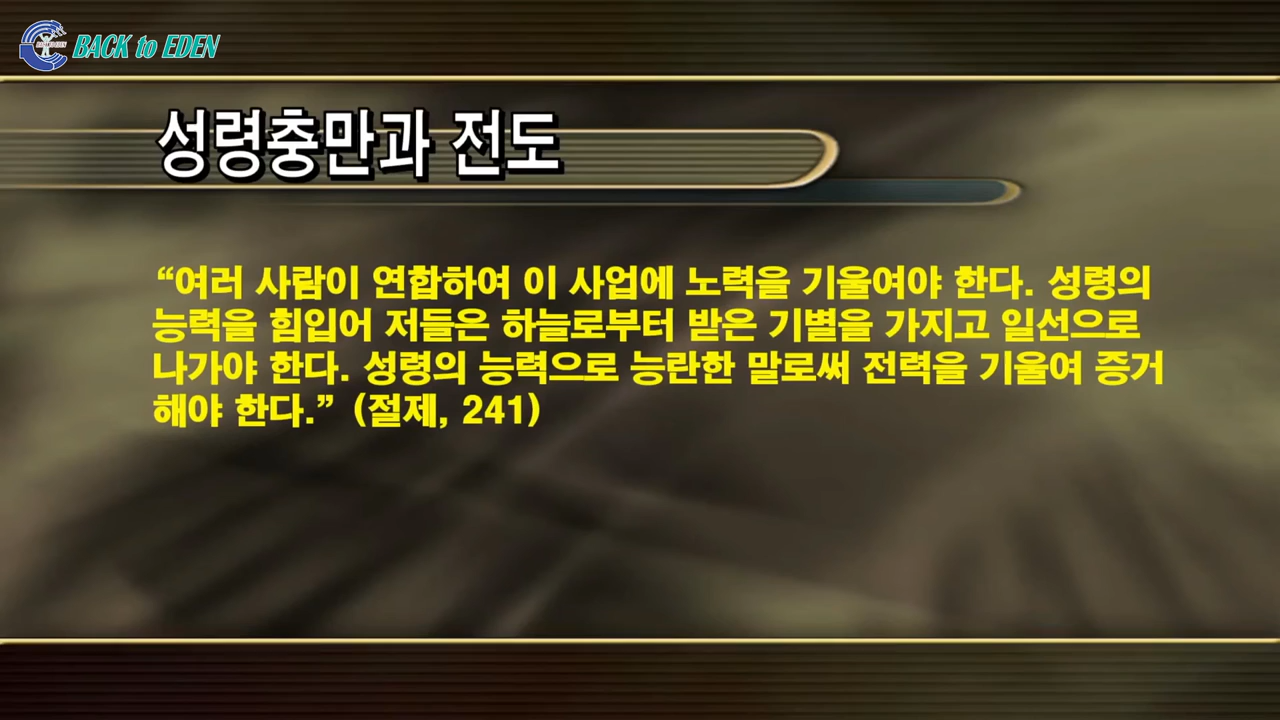 BACK to EDEN
성령충만과 전도
“여러 사람이 연합하여 이 사업에 노력을 기울여야 한다. 성령의
능력을 힘입어 저들은 하늘로부터 받은 기별을 가지고 일선으로
나가야 한다. 성령의 능력으로 능란한 말로써 전력을 기울여 증거
해야 한다.” (절제, 241)